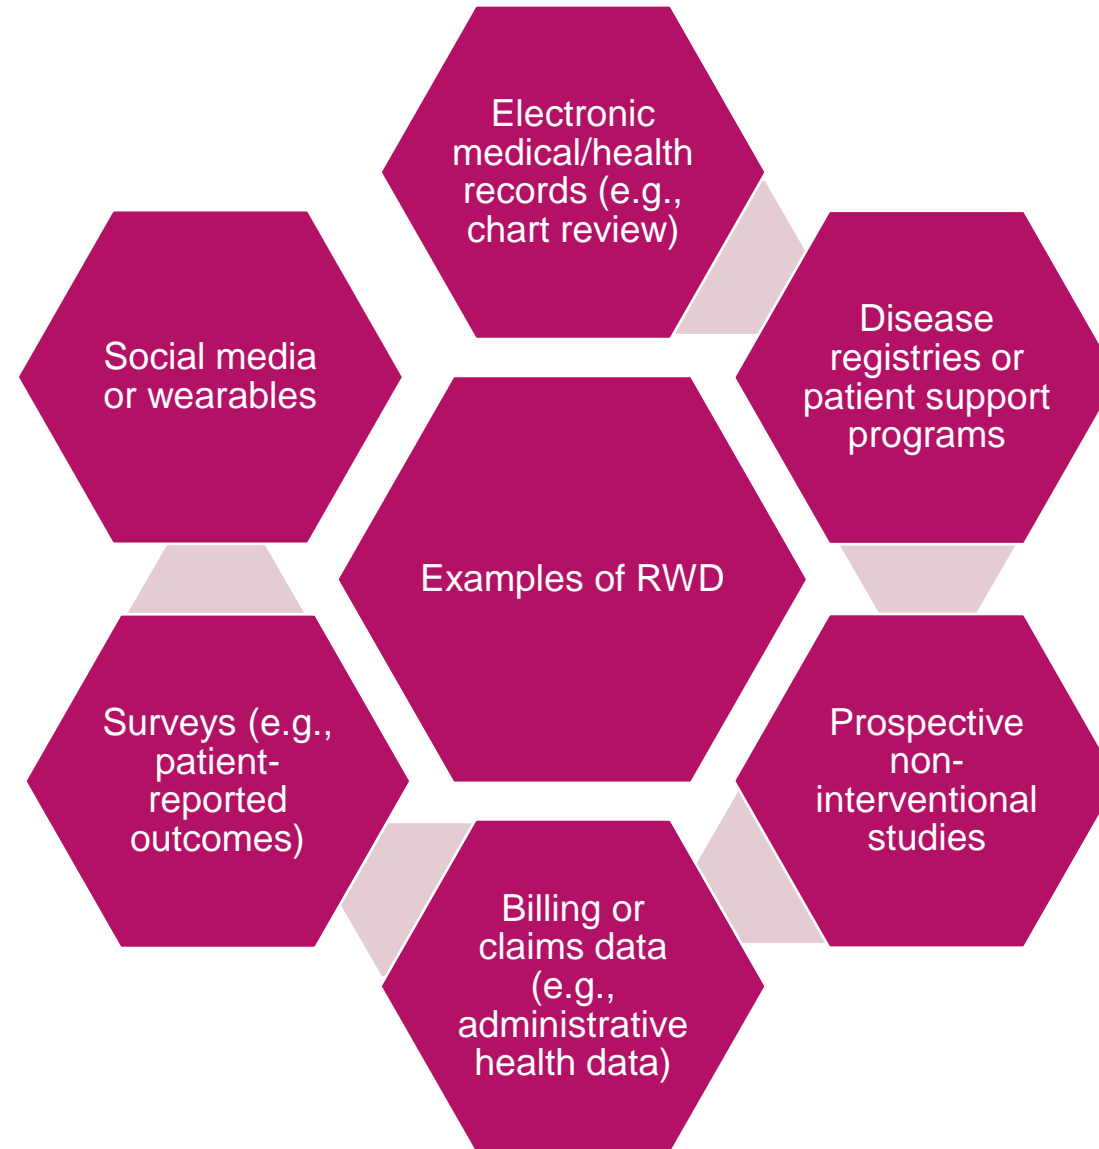 Electronic
medical/health
records (e.g.,
chart review)
Disease
registries or
patient support
programs
Social media
or wearables
Examples of RWD
Prospective
non-
interventional
studies
Surveys (e.g.,
patient-
reported
outcomes)
Billing or
claims data
(e.g.,
administrative
health data)